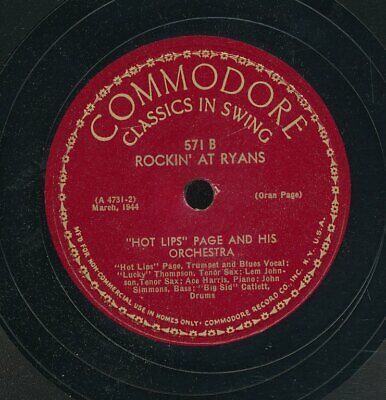 COMMODORE
CLASSICS IN SWING
571 B
ROCKIN' AT RYANS
(A 4731-2)
March, 1944
(Oran Page)
"HOT LIPS" PAGE AND HIS
ORCHESTRA
"Hot Lips" Page, Trumpet and Blues Vocal:
"Lucky" Thompson, Tenor Sax: Lem John-
son, Tenor Sax: Ace Harris, Piano: John
Simmons, Bass: "Big Sid" Catlett,
Drums
MF'D FOR NON-COMMERCIAL USE IN HOMES ONLY: COMMODORE RECORD CO., INC. N.Y. U.S.A.